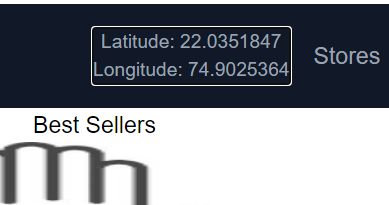 Latitude: 22.0351847
Longitude: 74.9025364
Stores
Best Sellers